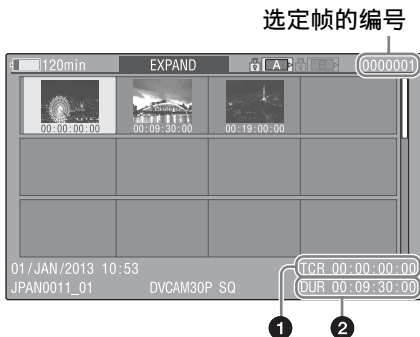 选定帧的编号
120min EXPAND A B 0000001
00:00:00:00 00:09:30:00 00:19:00:00
01/JAN/2013 10:53 TCR 00:00:00:00
JPAN0011_01 DVCAM30P SQ DUR 00:09:30:00
1 2